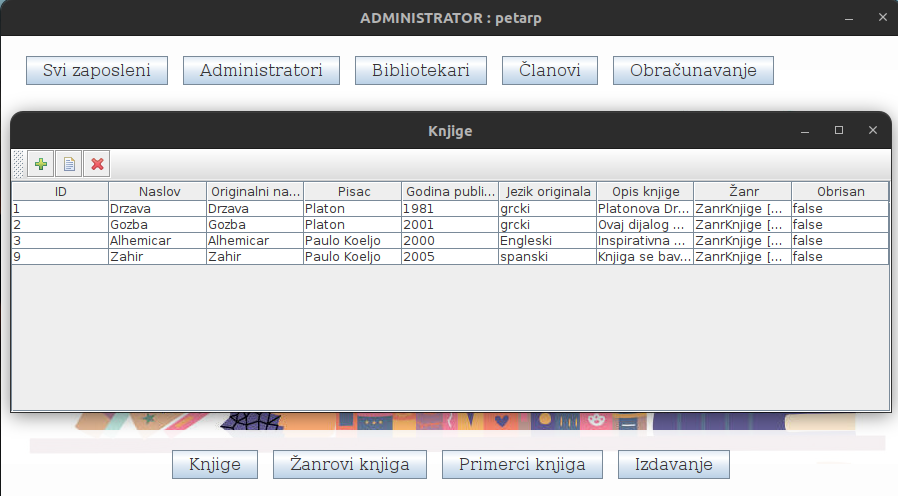 ADMINISTRATOR : petarp
Svi zaposleni Administratori Bibliotekari Članovi Obračunavanje
Knjige
ID Naslov Originalni na... Pisac Godina publi... Jezik originala Opis knjige Žanr Obrisan
1 Drzava Drzava Platon 1981 grcki Platonova Dr... ZanrKnjige [... false
2 Gozba Gozba Platon 2001 grcki Ovaj dijalog ... ZanrKnjige [... false
3 Alhemicar Alhemicar Paulo Koeljo 2000 Engleski Inspirativna ... ZanrKnjige [... false
9 Zahir Zahir Paulo Koeljo 2005 spanski Knjiga se bav... ZanrKnjige [... false
Knjige Žanrovi knjiga Primerci knjiga Izdavanje